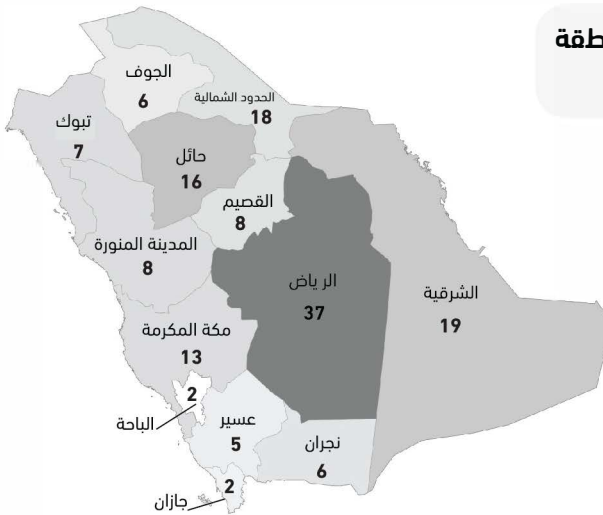 طقة
الجوف
6
الحدود الشمالية
18
تبوك
7
حائل
16
القصيم
8
المدينة المنورة
8
الرياض
37
الشرقية
19
مكة المكرمة
13
2
الباحة
عسير
5
نجران
6
2
جازان